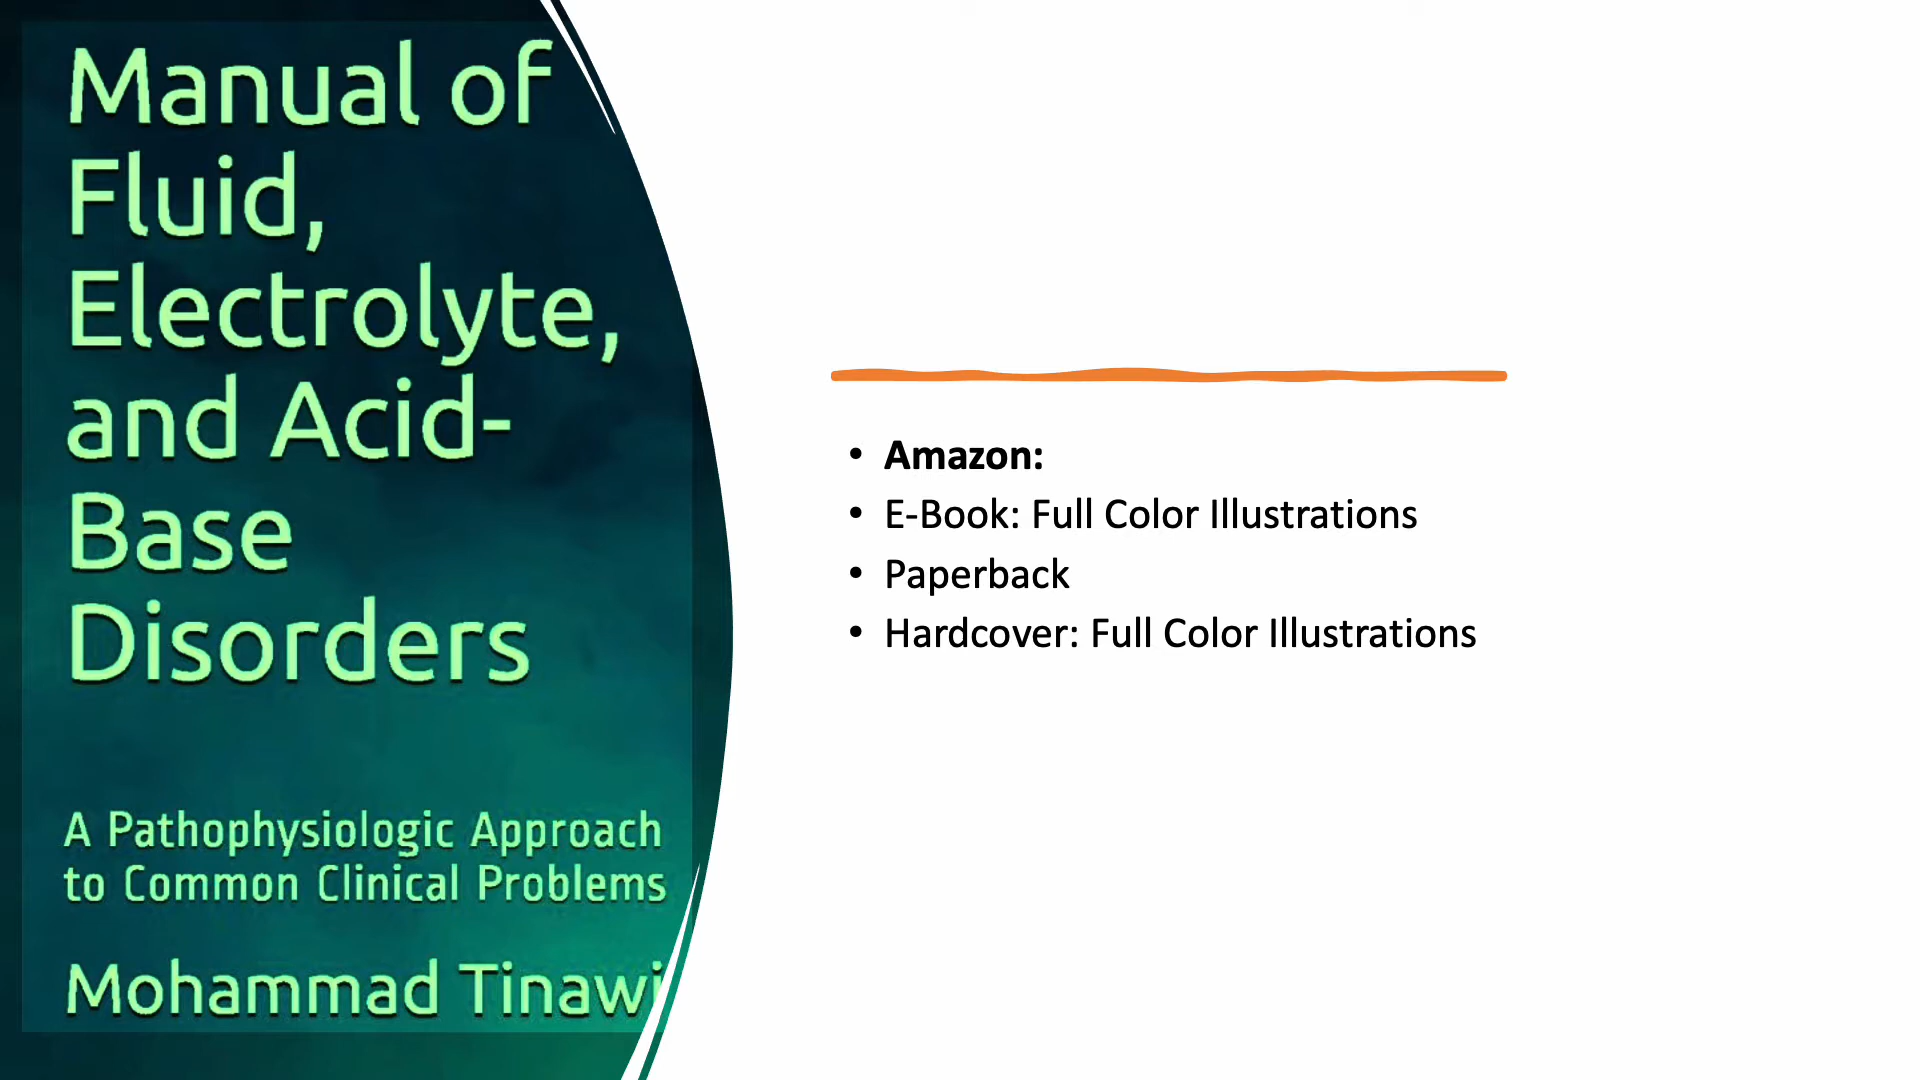 Manual of
Fluid,
Electrolyte,
and Acid-
Base
Disorders
A Pathophysiologic Approach
to Common Clinical Problems
Mohammad Tinawi
• Amazon:
• E-Book: Full Color Illustrations
• Paperback
• Hardcover: Full Color Illustrations